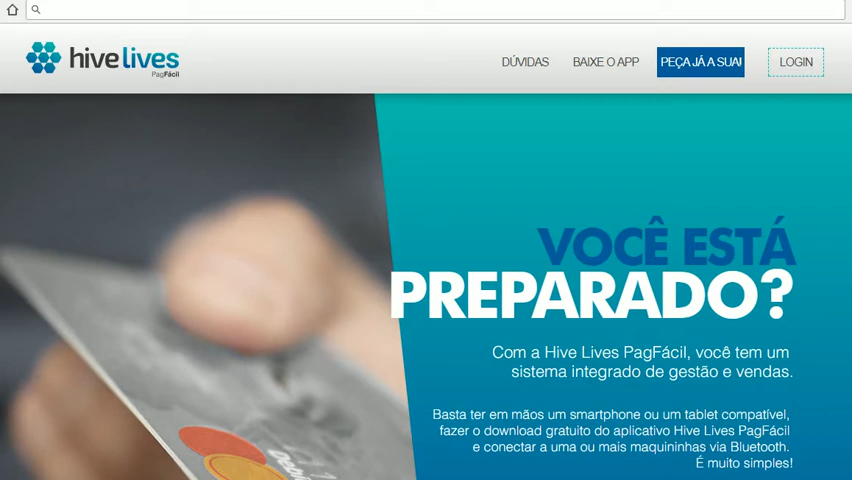 hivelives
PagFácil
DÚVIDAS
BAIXE O APP
PEÇA JÁ A SUA!
LOGIN
VOCÊ ESTÁ
PREPARADO?
Com a Hive Lives PagFácil, você tem um
sistema integrado de gestão e vendas.
Basta ter em mãos um smartphone ou um tablet compatível,
fazer o download gratuito do aplicativo Hive Lives PagFácil
e conectar a uma ou mais maquininhas via Bluetooth.
É muito simples!